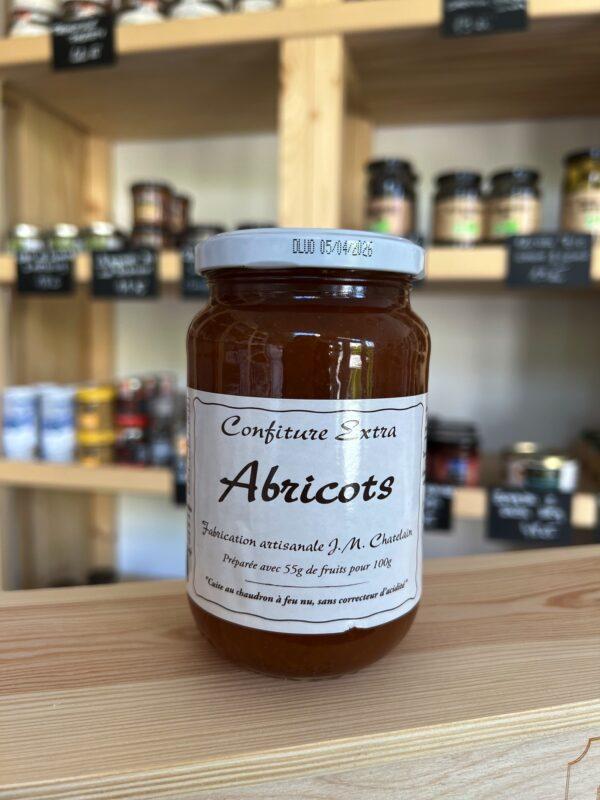 DLUO 05/04/2026
Confiture Extra
Abricots
Fabrication artisanale J.M. Chatelain
Préparée avec 55g de fruits pour 100g
"Cuite au chaudron à feu nu, sans correcteur d'acidité"